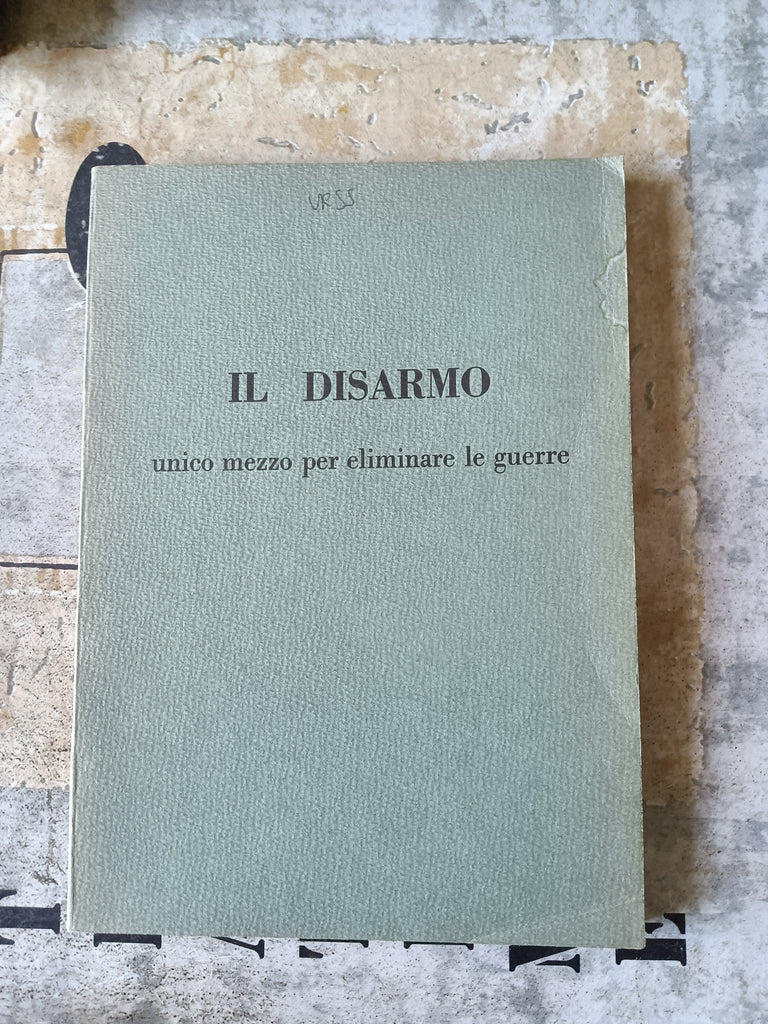 URSS
IL DISARMO
unico mezzo per eliminare le guerre